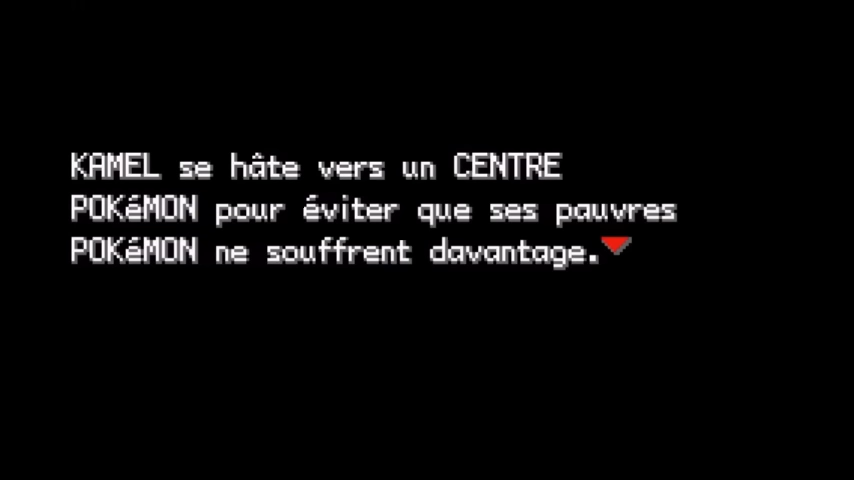 KAMEL se hâte vers un CENTRE
POKéMON pour éviter que ses pauvres
POKéMON ne souffrent davantage.